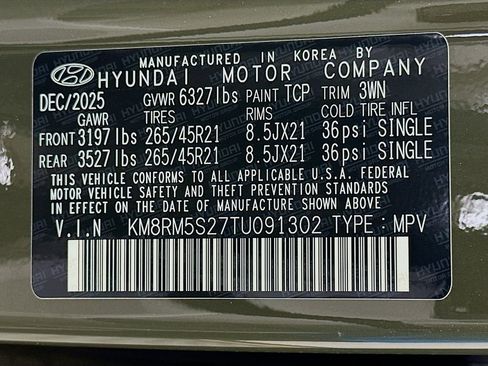 MANUFACTURED IN KOREA BY
HYUNDAI MOTOR COMPANY
DEC/2025 GVWR 6327lbs PAINT TCP TRIM 3WN
GAWR TIRES RIMS COLD TIRE INFL
FRONT 3197lbs 265/45R21 8.5JX21 36psi SINGLE
REAR 3527lbs 265/45R21 8.5JX21 36psi SINGLE
THIS VEHICLE CONFORMS TO ALL APPLICABLE U.S.A. FEDERAL
MOTOR VEHICLE SAFETY AND THEFT PREVENTION STANDARDS
IN EFFECT ON THE DATE OF MANUFACTURE SHOWN ABOVE
V.I.N KM8RM5S27TU091302 TYPE : MPV